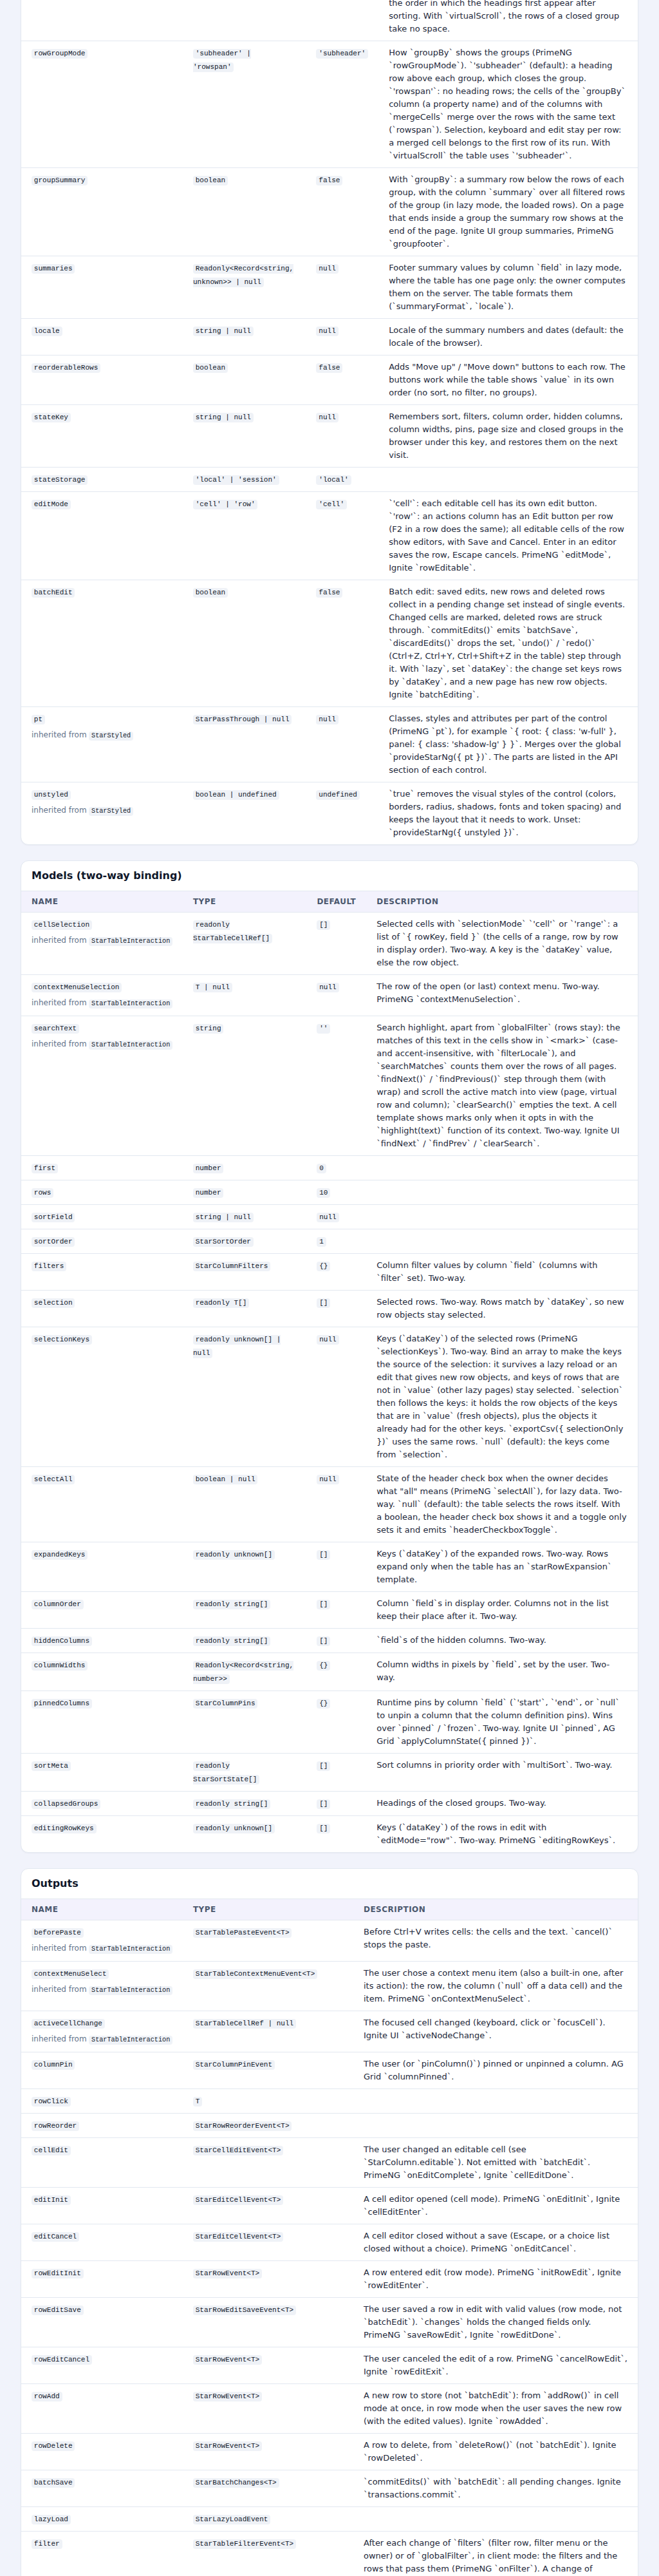 the order in which the headings first appear after
sorting. With `virtualScroll`, the rows of a closed group
take no space.
rowGroupMode
'subheader' |
'rowspan'
'subheader'
How `groupBy` shows the groups (PrimeNG
`rowGroupMode`). `'subheader'` (default): a heading
row above each group, which closes the group.
`'rowspan'`: no heading rows; the cells of the `groupBy`
column (a property name) and of the columns with
`mergeCells` merge over the rows with the same text
(`rowspan`). Selection, keyboard and edit stay per row:
a merged cell belongs to the first row of its run. With
`virtualScroll` the table uses `'subheader'`.
groupSummary
boolean
false
With `groupBy`: a summary row below the rows of each
group, with the column `summary` over all filtered rows
of the group (in lazy mode, the loaded rows). On a page
that ends inside a group the summary row shows at the
end of the page. Ignite UI group summaries, PrimeNG
`groupfooter`.
summaries
Readonly<Record<string,
unknown>> | null
null
Footer summary values by column `field` in lazy mode,
where the table has one page only: the owner computes
them on the server. The table formats them
(`summaryFormat`, `locale`).
locale
string | null
null
Locale of the summary numbers and dates (default: the
locale of the browser).
reorderableRows
boolean
false
Adds "Move up" / "Move down" buttons to each row. The
buttons work while the table shows `value` in its own
order (no sort, no filter, no groups).
stateKey
string | null
null
Remembers sort, filters, column order, hidden columns,
column widths, pins, page size and closed groups in the
browser under this key, and restores them on the next
visit.
stateStorage
'local' | 'session'
'local'
editMode
'cell' | 'row'
'cell'
`'cell'`: each editable cell has its own edit button.
`'row'`: an actions column has an Edit button per row
(F2 in a row does the same); all editable cells of the row
show editors, with Save and Cancel. Enter in an editor
saves the row, Escape cancels. PrimeNG `editMode`,
Ignite `rowEditable`.
batchEdit
boolean
false
Batch edit: saved edits, new rows and deleted rows
collect in a pending change set instead of single events.
Changed cells are marked, deleted rows are struck
through. `commitEdits()` emits `batchSave`,
`discardEdits()` drops the set, `undo()` / `redo()`
(Ctrl+Z, Ctrl+Y, Ctrl+Shift+Z in the table) step through
it. With `lazy`, set `dataKey`: the change set keys rows
by `dataKey`, and a new page has new row objects.
Ignite `batchEditing`.
pt
inherited from StarStyled
StarPassThrough | null
null
Classes, styles and attributes per part of the control
(PrimeNG `pt`), for example `{ root: { class: 'w-full' },
panel: { class: 'shadow-lg' } }`. Merges over the global
`provideStarNg({ pt })`. The parts are listed in the API
section of each control.
unstyled
inherited from StarStyled
boolean | undefined
undefined
`true` removes the visual styles of the control (colors,
borders, radius, shadows, fonts and token spacing) and
keeps the layout that it needs to work. Unset:
`provideStarNg({ unstyled })`.
Models (two-way binding)
NAME TYPE DEFAULT DESCRIPTION
cellSelection
inherited from StarTableInteraction
readonly
StarTableCellRef[]
[]
Selected cells with `selectionMode` `'cell'` or `'range'`: a
list of `{ rowKey, field }` (the cells of a range, row by row
in display order). Two-way. A key is the `dataKey` value,
else the row object.
contextMenuSelection
inherited from StarTableInteraction
T | null
null
The row of the open (or last) context menu. Two-way.
PrimeNG `contextMenuSelection`.
searchText
inherited from StarTableInteraction
string
''
Search highlight, apart from `globalFilter` (rows stay): the
matches of this text in the cells show in `<mark>` (case-
and accent-insensitive, with `filterLocale`), and
`searchMatches` counts them over the rows of all pages.
`findNext()` / `findPrevious()` step through them (with
wrap) and scroll the active match into view (page, virtual
row and column); `clearSearch()` empties the text. A cell
template shows marks only when it opts in with the
`highlight(text)` function of its context. Two-way. Ignite UI
`findNext` / `findPrev` / `clearSearch`.
first
number
0
rows
number
10
sortField
string | null
null
sortOrder
StarSortOrder
1
filters
StarColumnFilters
{}
Column filter values by column `field` (columns with
`filter` set). Two-way.
selection
readonly T[]
[]
Selected rows. Two-way. Rows match by `dataKey`, so new
row objects stay selected.
selectionKeys
readonly unknown[] |
null
null
Keys (`dataKey`) of the selected rows (PrimeNG
`selectionKeys`). Two-way. Bind an array to make the keys
the source of the selection: it survives a lazy reload or an
edit that gives new row objects, and keys of rows that are
not in `value` (other lazy pages) stay selected. `selection`
then follows the keys: it holds the row objects of the keys
that are in `value` (fresh objects), plus the objects it
already had for the other keys. `exportCsv({ selectionOnly
})` uses the same rows. `null` (default): the keys come
from `selection`.
selectAll
boolean | null
null
State of the header check box when the owner decides
what "all" means (PrimeNG `selectAll`), for lazy data. Two-
way. `null` (default): the table selects the rows itself. With
a boolean, the header check box shows it and a toggle only
sets it and emits `headerCheckboxToggle`.
expandedKeys
readonly unknown[]
[]
Keys (`dataKey`) of the expanded rows. Two-way. Rows
expand only when the table has an `starRowExpansion`
template.
columnOrder
readonly string[]
[]
Column `field`s in display order. Columns not in the list
keep their place after it. Two-way.
hiddenColumns
readonly string[]
[]
`field`s of the hidden columns. Two-way.
columnWidths
Readonly<Record<string,
number>>
{}
Column widths in pixels by `field`, set by the user. Two-
way.
pinnedColumns
StarColumnPins
{}
Runtime pins by column `field` (`'start'`, `'end'`, or `null`
to unpin a column that the column definition pins). Wins
over `pinned` / `frozen`. Two-way. Ignite UI `pinned`, AG
Grid `applyColumnState({ pinned })`.
sortMeta
readonly
StarSortState[]
[]
Sort columns in priority order with `multiSort`. Two-way.
collapsedGroups
readonly string[]
[]
Headings of the closed groups. Two-way.
editingRowKeys
readonly unknown[]
[]
Keys (`dataKey`) of the rows in edit with
`editMode="row"`. Two-way. PrimeNG `editingRowKeys`.
Outputs
NAME TYPE DESCRIPTION
beforePaste
inherited from StarTableInteraction
StarTablePasteEvent<T>
Before Ctrl+V writes cells: the cells and the text. `cancel()`
stops the paste.
contextMenuSelect
inherited from StarTableInteraction
StarTableContextMenuEvent<T>
The user chose a context menu item (also a built-in one, after
its action): the row, the column (`null` off a data cell) and the
item. PrimeNG `onContextMenuSelect`.
activeCellChange
inherited from StarTableInteraction
StarTableCellRef | null
The focused cell changed (keyboard, click or `focusCell`).
Ignite UI `activeNodeChange`.
columnPin
StarColumnPinEvent
The user (or `pinColumn()`) pinned or unpinned a column. AG
Grid `columnPinned`.
rowClick
T
rowReorder
StarRowReorderEvent<T>
cellEdit
StarCellEditEvent<T>
The user changed an editable cell (see
`StarColumn.editable`). Not emitted with `batchEdit`.
PrimeNG `onEditComplete`, Ignite `cellEditDone`.
editInit
StarEditCellEvent<T>
A cell editor opened (cell mode). PrimeNG `onEditInit`, Ignite
`cellEditEnter`.
editCancel
StarEditCellEvent<T>
A cell editor closed without a save (Escape, or a choice list
closed without a choice). PrimeNG `onEditCancel`.
rowEditInit
StarRowEvent<T>
A row entered edit (row mode). PrimeNG `initRowEdit`, Ignite
`rowEditEnter`.
rowEditSave
StarRowEditSaveEvent<T>
The user saved a row in edit with valid values (row mode, not
`batchEdit`). `changes` holds the changed fields only.
PrimeNG `saveRowEdit`, Ignite `rowEditDone`.
rowEditCancel
StarRowEvent<T>
The user canceled the edit of a row. PrimeNG `cancelRowEdit`,
Ignite `rowEditExit`.
rowAdd
StarRowEvent<T>
A new row to store (not `batchEdit`): from `addRow()` in cell
mode at once, in row mode when the user saves the new row
(with the edited values). Ignite `rowAdded`.
rowDelete
StarRowEvent<T>
A row to delete, from `deleteRow()` (not `batchEdit`). Ignite
`rowDeleted`.
batchSave
StarBatchChanges<T>
`commitEdits()` with `batchEdit`: all pending changes. Ignite
`transactions.commit`.
lazyLoad
StarLazyLoadEvent
filter
StarTableFilterEvent<T>
After each change of `filters` (filter row, filter menu or the
owner) or of `globalFilter`, in client mode: the filters and the
rows that pass them (PrimeNG `onFilter`). A change of